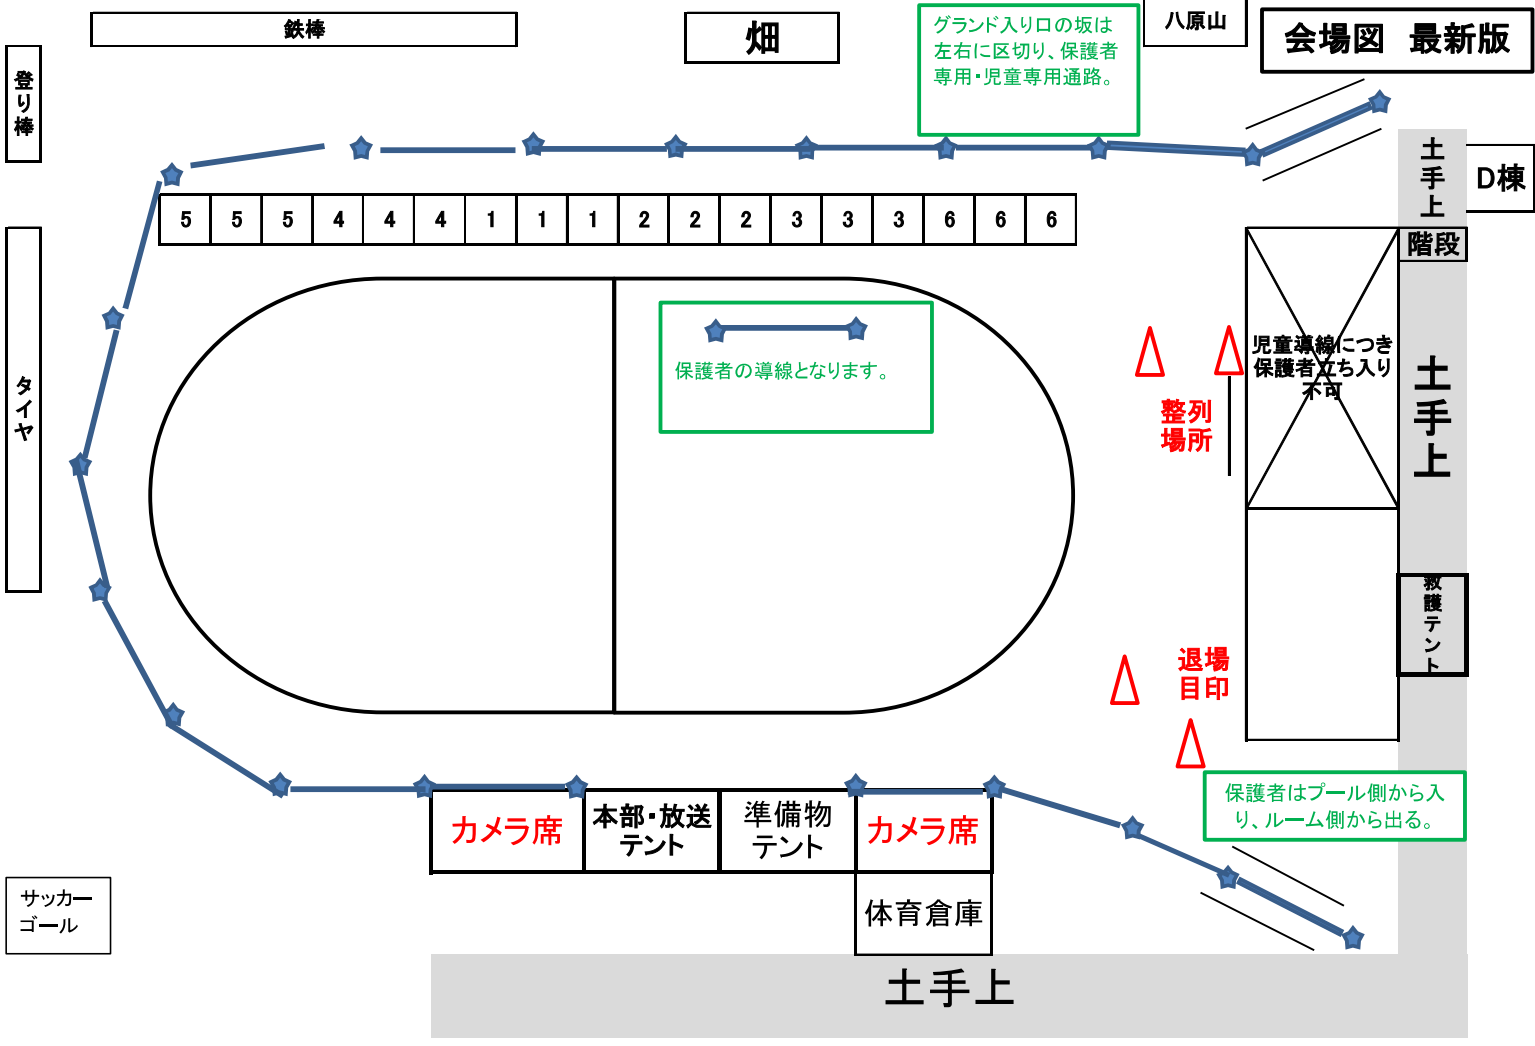 鉄棒
畑
グランド入り口の坂は
左右に区切り、保護者
専用・児童専用通路。
八原山
会場図　最新版
登り棒
土手上
D棟
5 5 5 4 4 4 1 1 1 2 2 2 3 3 3 6 6 6
階段
タイヤ
保護者の導線となります。
児童導線につき
保護者立ち入り
不可
土手上
整列
場所
救護テント
退場
目印
保護者はプール側から入
り、ルーム側から出る。
カメラ席
本部・放送
テント
準備物
テント
カメラ席
サッカー
ゴール
体育倉庫
土手上